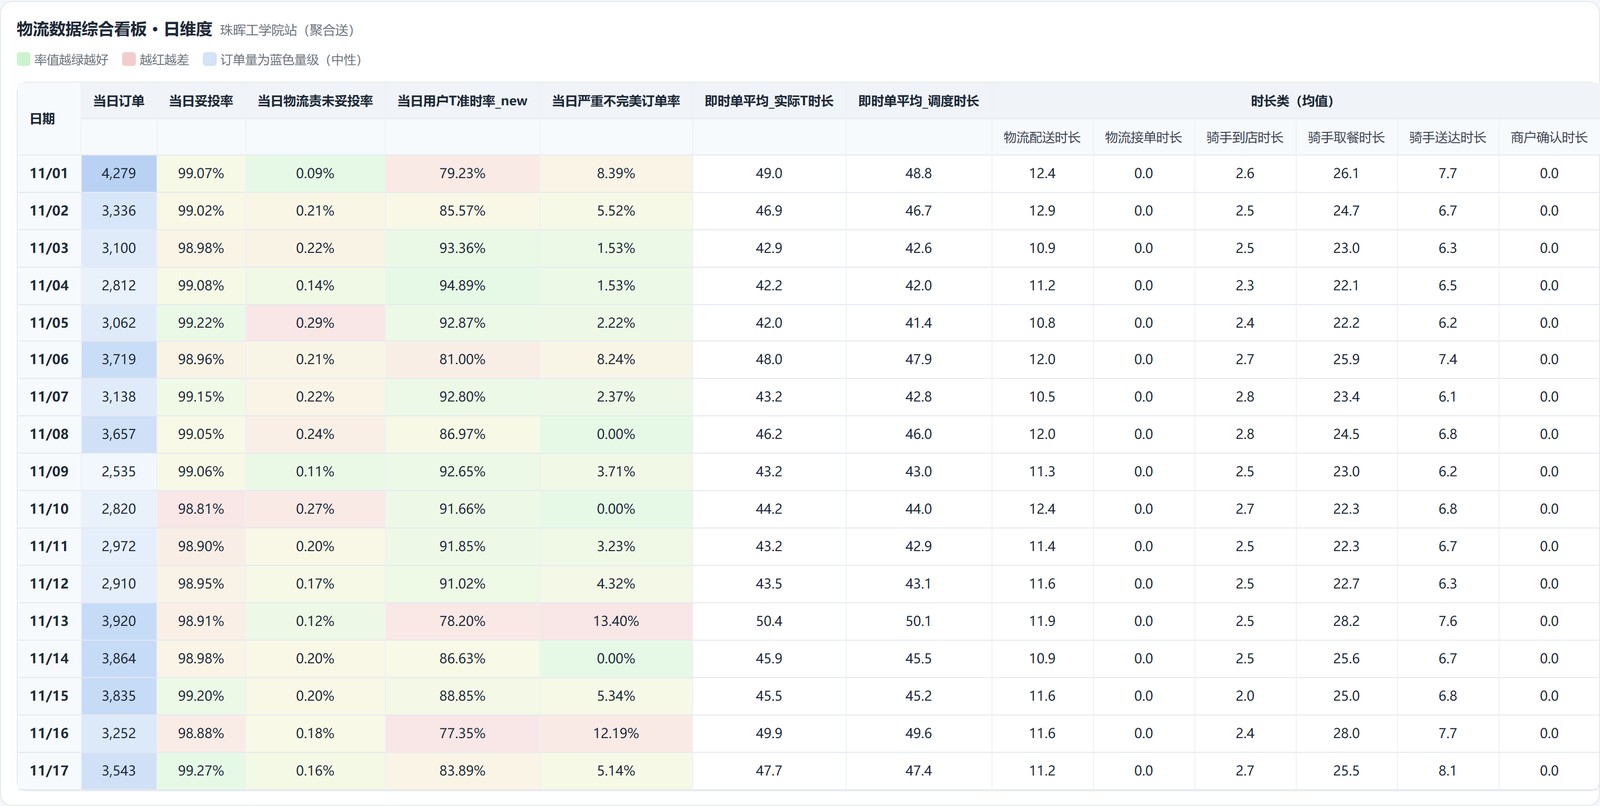 物流数据综合看板・日维度 珠晖工学院站（聚合送）
率值越绿越好 越红越差 订单量为蓝色量级（中性）
日期 当日订单 当日妥投率 当日物流责未妥投率 当日用户T准时率_new 当日严重不完美订单率 即时单平均_实际T时长 即时单平均_调度时长 时长类（均值）
物流配送时长 物流接单时长 骑手到店时长 骑手取餐时长 骑手送达时长 商户确认时长
11/01 4,279 99.07% 0.09% 79.23% 8.39% 49.0 48.8 12.4 0.0 2.6 26.1 7.7 0.0
11/02 3,336 99.02% 0.21% 85.57% 5.52% 46.9 46.7 12.9 0.0 2.5 24.7 6.7 0.0
11/03 3,100 98.98% 0.22% 93.36% 1.53% 42.9 42.6 10.9 0.0 2.5 23.0 6.3 0.0
11/04 2,812 99.08% 0.14% 94.89% 1.53% 42.2 42.0 11.2 0.0 2.3 22.1 6.5 0.0
11/05 3,062 99.22% 0.29% 92.87% 2.22% 42.0 41.4 10.8 0.0 2.4 22.2 6.2 0.0
11/06 3,719 98.96% 0.21% 81.00% 8.24% 48.0 47.9 12.0 0.0 2.7 25.9 7.4 0.0
11/07 3,138 99.15% 0.22% 92.80% 2.37% 43.2 42.8 10.5 0.0 2.8 23.4 6.1 0.0
11/08 3,657 99.05% 0.24% 86.97% 0.00% 46.2 46.0 12.0 0.0 2.8 24.5 6.8 0.0
11/09 2,535 99.06% 0.11% 92.65% 3.71% 43.2 43.0 11.3 0.0 2.5 23.0 6.2 0.0
11/10 2,820 98.81% 0.27% 91.66% 0.00% 44.2 44.0 12.4 0.0 2.7 22.3 6.8 0.0
11/11 2,972 98.90% 0.20% 91.85% 3.23% 43.2 42.9 11.4 0.0 2.5 22.3 6.7 0.0
11/12 2,910 98.95% 0.17% 91.02% 4.32% 43.5 43.1 11.6 0.0 2.5 22.7 6.3 0.0
11/13 3,920 98.91% 0.12% 78.20% 13.40% 50.4 50.1 11.9 0.0 2.5 28.2 7.6 0.0
11/14 3,864 98.98% 0.20% 86.63% 0.00% 45.9 45.5 10.9 0.0 2.5 25.6 6.7 0.0
11/15 3,835 99.20% 0.20% 88.85% 5.34% 45.5 45.2 11.6 0.0 2.0 25.0 6.8 0.0
11/16 3,252 98.88% 0.18% 77.35% 12.19% 49.9 49.6 11.6 0.0 2.4 28.0 7.7 0.0
11/17 3,543 99.27% 0.16% 83.89% 5.14% 47.7 47.4 11.2 0.0 2.7 25.5 8.1 0.0